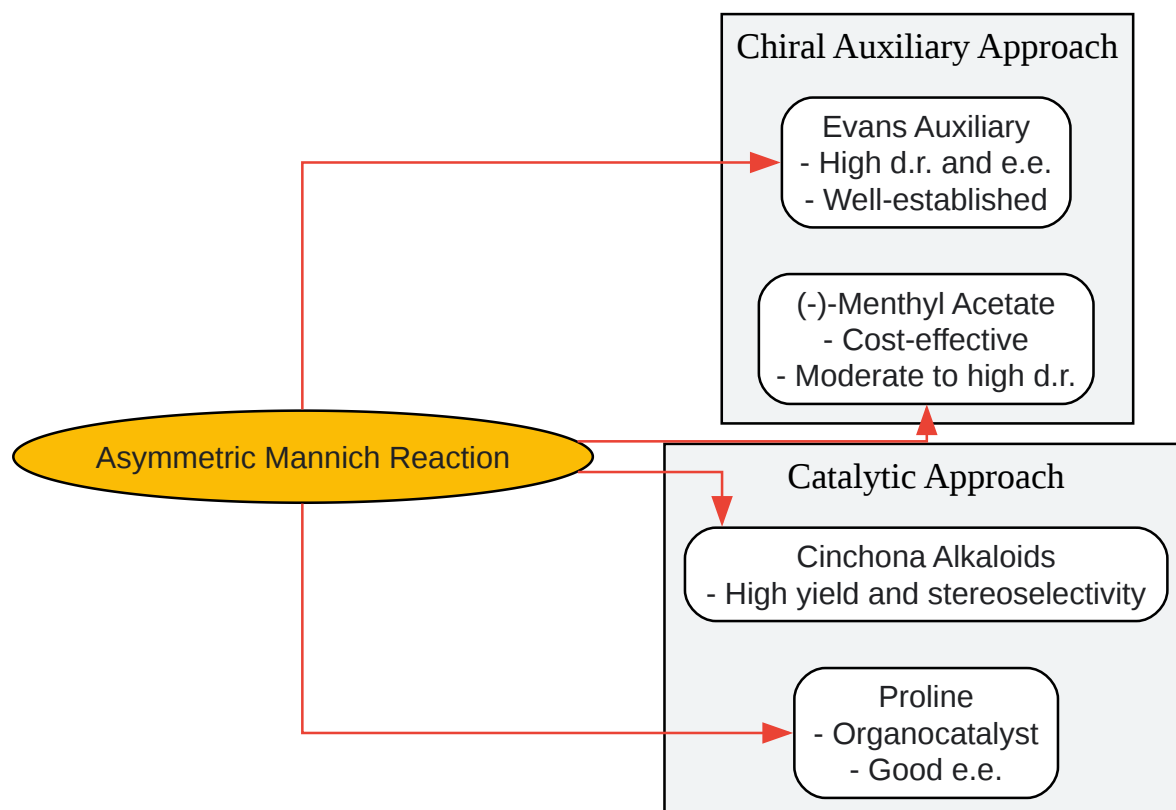 Chiral Auxiliary Approach
Evans Auxiliary
- High d.r. and e.e.
- Well-established
(-)-Menthyl Acetate
- Cost-effective
- Moderate to high d.r.
Asymmetric Mannich Reaction
Catalytic Approach
Cinchona Alkaloids
- High yield and stereoselectivity
Proline
- Organocatalyst
- Good e.e.